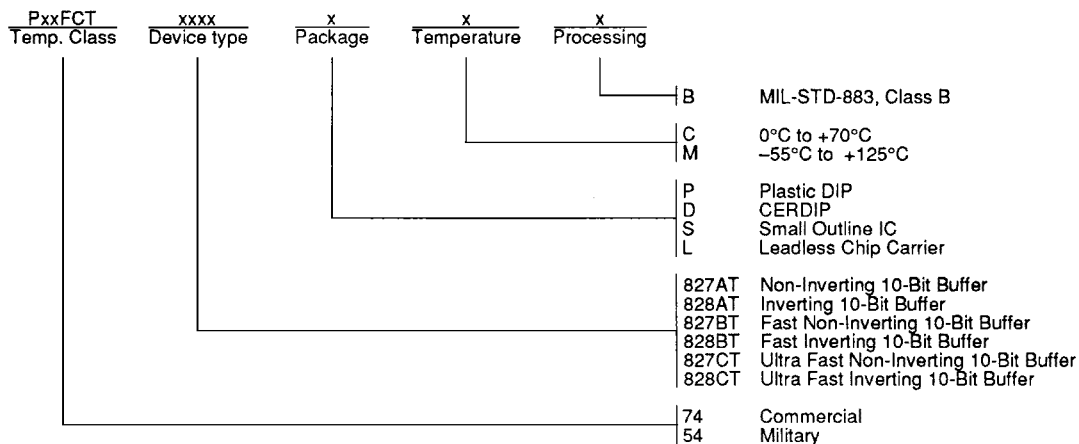 PxxFCT xxxx x x x
Temp. Class Device type Package Temperature Processing
B MIL-STD-883, Class B
C 0°C to +70°C
M –55°C to +125°C
P Plastic DIP
D CERDIP
S Small Outline IC
L Leadless Chip Carrier
827AT Non-Inverting 10-Bit Buffer
828AT Inverting 10-Bit Buffer
827BT Fast Non-Inverting 10-Bit Buffer
828BT Fast Inverting 10-Bit Buffer
827CT Ultra Fast Non-Inverting 10-Bit Buffer
828CT Ultra Fast Inverting 10-Bit Buffer
74 Commercial
54 Military